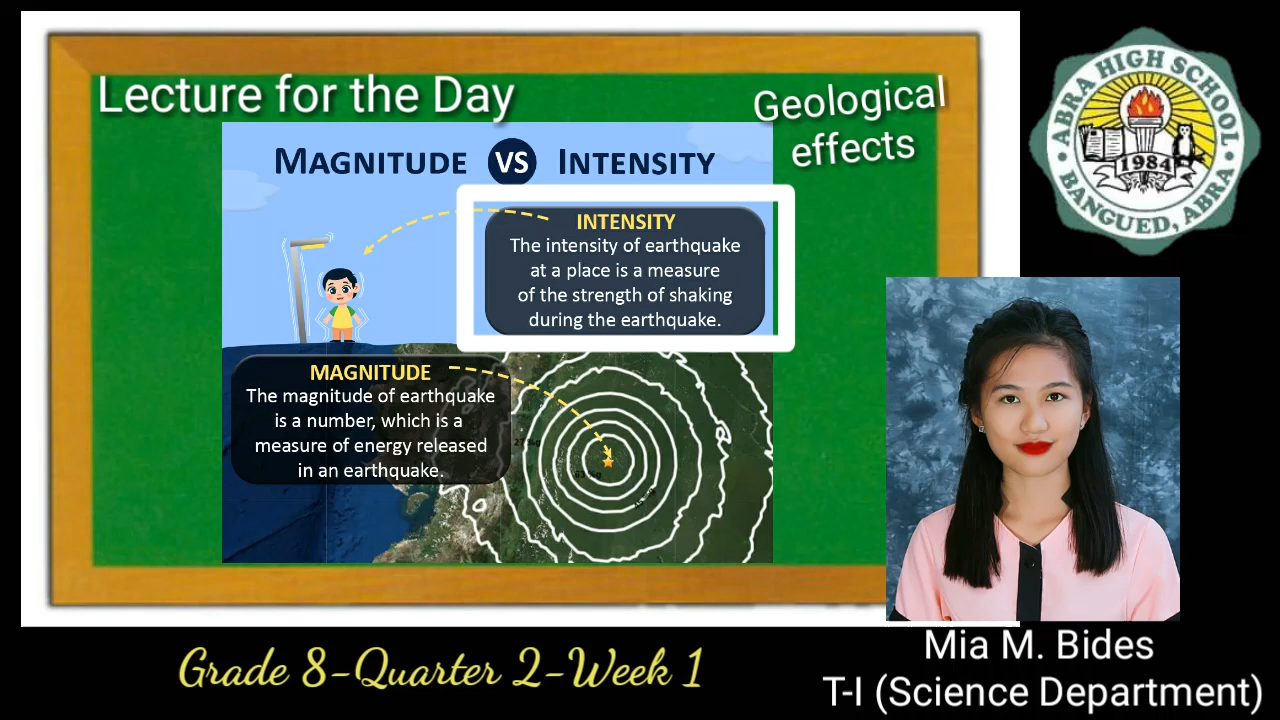 Lecture for the Day
Geological
effects
MAGNITUDE VS INTENSITY
INTENSITY
The intensity of earthquake
at a place is a measure
of the strength of shaking
during the earthquake.
MAGNITUDE
The magnitude of earthquake
is a number, which is a
measure of energy released
in an earthquake.
ABRA HIGH SCHOOL
1984
BANGUED, ABRA
Mia M. Bides
T-I (Science Department)
Grade 8-Quarter 2-Week 1